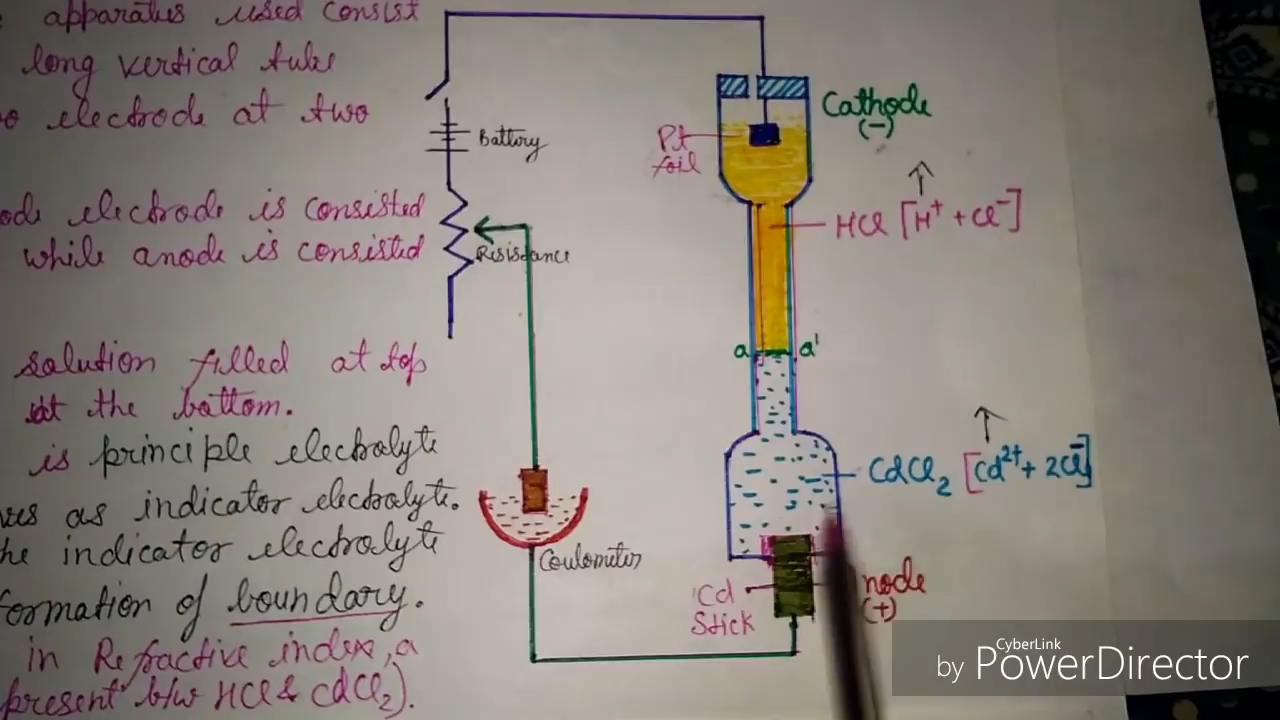 apparatus used consist
long vertical tube
o electrode at two
ode electrode is consisted
while anode is consisted
solution filled at top
at the bottom.
is principle electrolyte
ves as indicator electrolyte.
he indicator electrolyte
formation of boundary.
in Refractive index, a
present b/w HCl & CdCl₂).
Battery
Resistance
Coulometer
Pt
foil
Cathode
(-)
HCl [H⁺ + Cl⁻]
a a'
CdCl₂ [Cd²⁺ + 2Cl⁻]
Cd
Stick
node
(+)
CyberLink
by PowerDirector